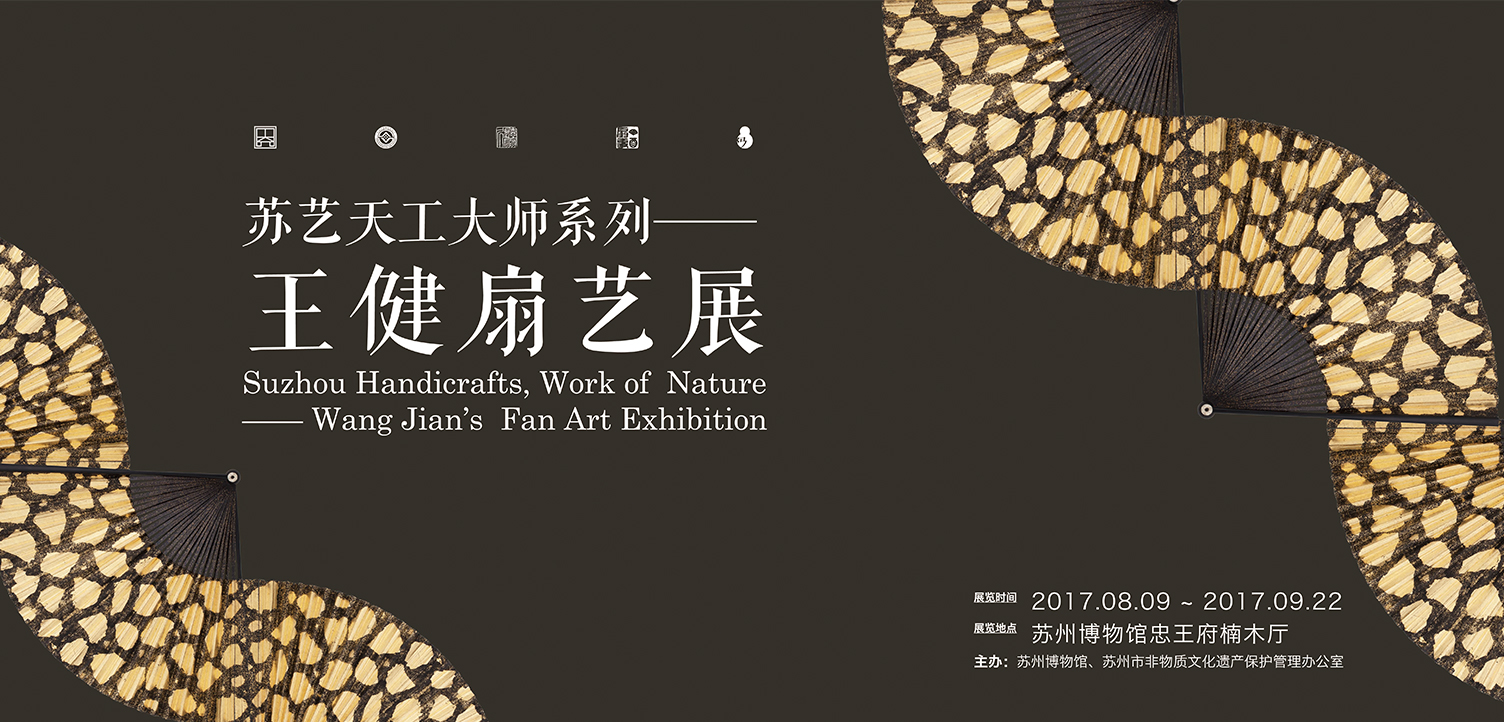 苏艺天工大师系列——
王健扇艺展
Suzhou Handicrafts, Work of Nature
—— Wang Jian’s Fan Art Exhibition
展览时间 2017.08.09 ~ 2017.09.22
展览地点 苏州博物馆忠王府楠木厅
主办：苏州博物馆、苏州市非物质文化遗产保护管理办公室